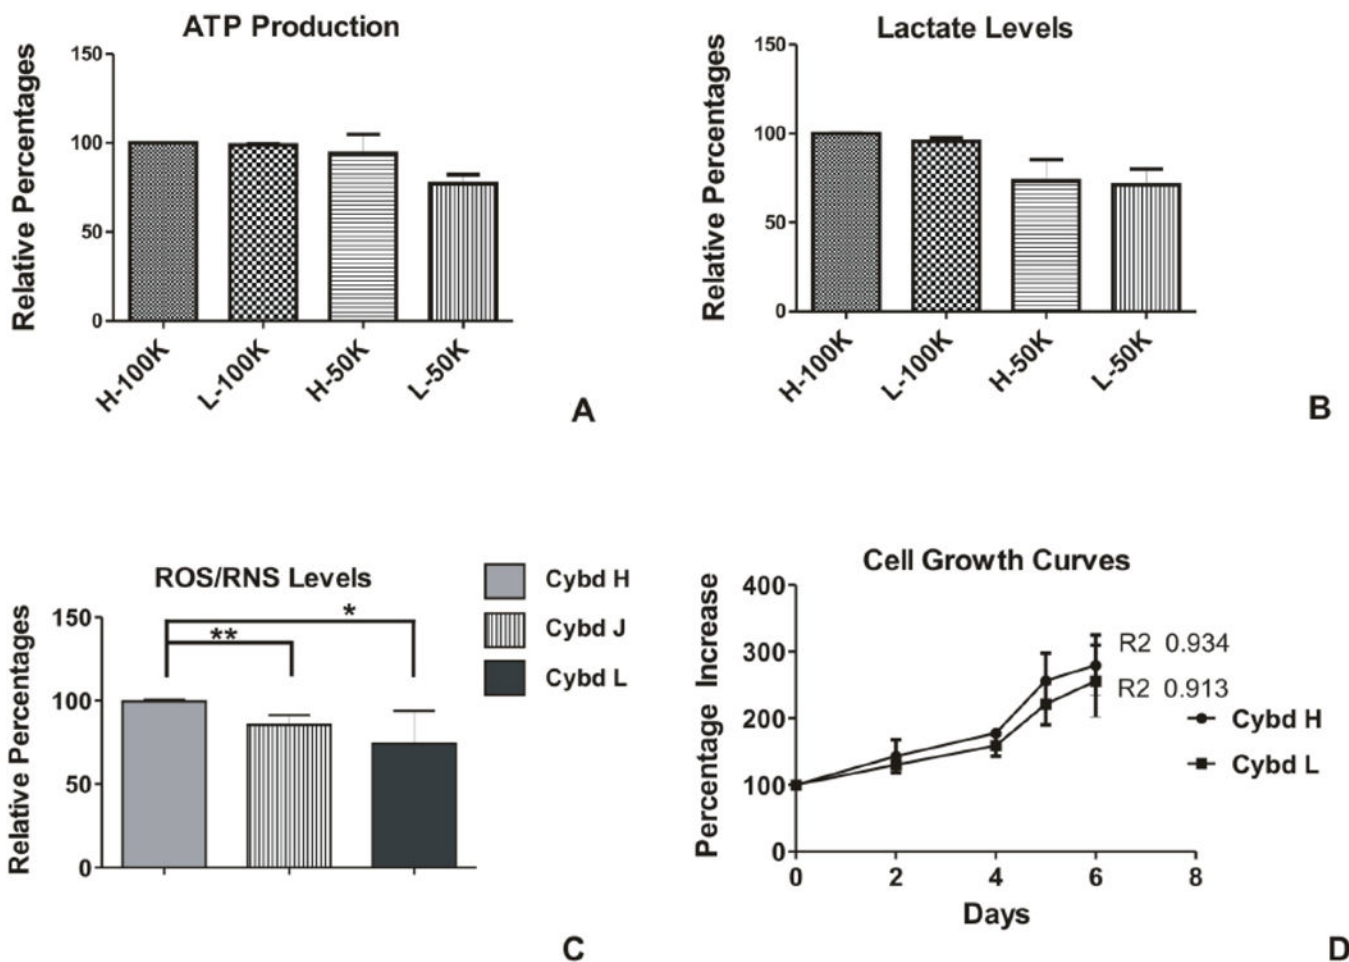 ATP Production
Relative Percentages
150
100
50
0
H-100K
L-100K
H-50K
L-50K
A
Lactate Levels
Relative Percentages
150
100
50
0
H-100K
L-100K
H-50K
L-50K
B
ROS/RNS Levels
Relative Percentages
150
100
50
0
**
*
Cybd H
Cybd J
Cybd L
C
Cell Growth Curves
Percentage Increase
400
300
200
100
0
0 2 4 6 8
Days
R2 0.934
R2 0.913
Cybd H
Cybd L
D